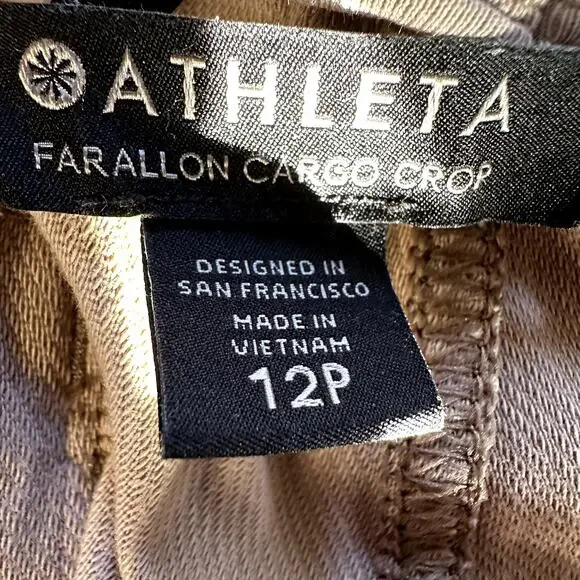 ATHLETA
FARALLON CARGO CROP
DESIGNED IN
SAN FRANCISCO
MADE IN
VIETNAM
12P